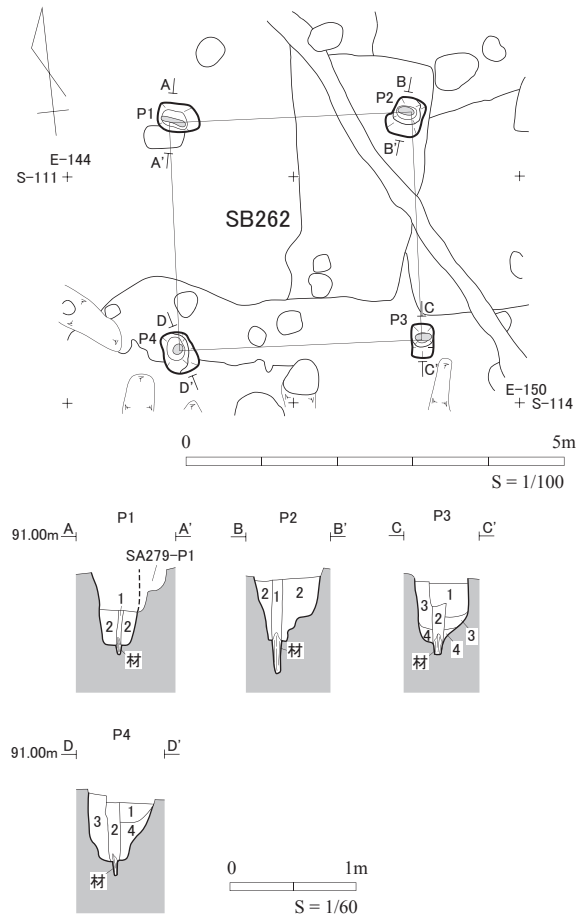 A
B
P1
P2
A'
B'
E-144
S-111
SB262
D
C
P4
P3
D'
C'
E-150
S-114
0 5m
S = 1/100
P1 P2 P3
91.00m A A' B B' C C'
SA279-P1
1
2 2
材
2 1 2
材
3 1
2
4 4 3
材
P4
91.00m D D'
1
3 2 4
材
0 1m
S = 1/60